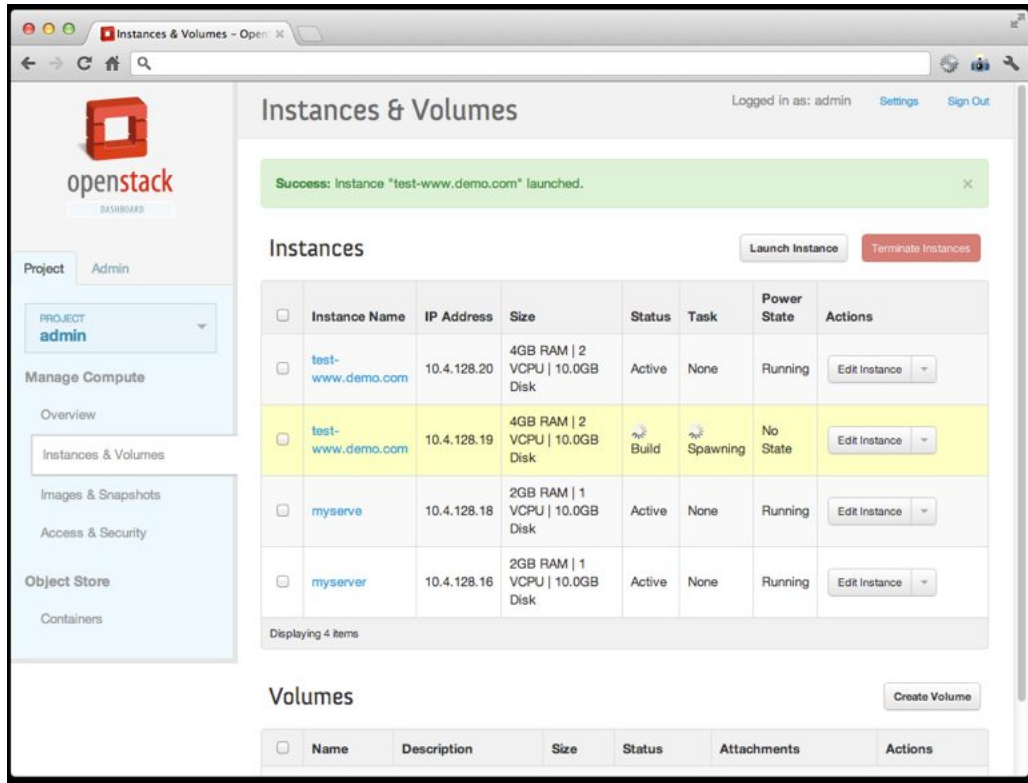 Instances & Volumes - Open
Instances & Volumes
Logged in as: admin
Settings
Sign Out
openstack
DASHBOARD
Success: Instance "test-www.demo.com" launched.
×
Instances
Launch Instance
Terminate Instances
Project
Admin
PROJECT
admin
Manage Compute
Overview
Instances & Volumes
Images & Snapshots
Access & Security
Object Store
Containers
Instance Name
IP Address
Size
Status
Task
Power
State
Actions
test-
www.demo.com
10.4.128.20
4GB RAM | 2
VCPU | 10.0GB
Disk
Active
None
Running
Edit Instance
test-
www.demo.com
10.4.128.19
4GB RAM | 2
VCPU | 10.0GB
Disk
Build
Spawning
No
State
Edit Instance
myserve
10.4.128.18
2GB RAM | 1
VCPU | 10.0GB
Disk
Active
None
Running
Edit Instance
myserver
10.4.128.16
2GB RAM | 1
VCPU | 10.0GB
Disk
Active
None
Running
Edit Instance
Displaying 4 items
Volumes
Create Volume
Name
Description
Size
Status
Attachments
Actions